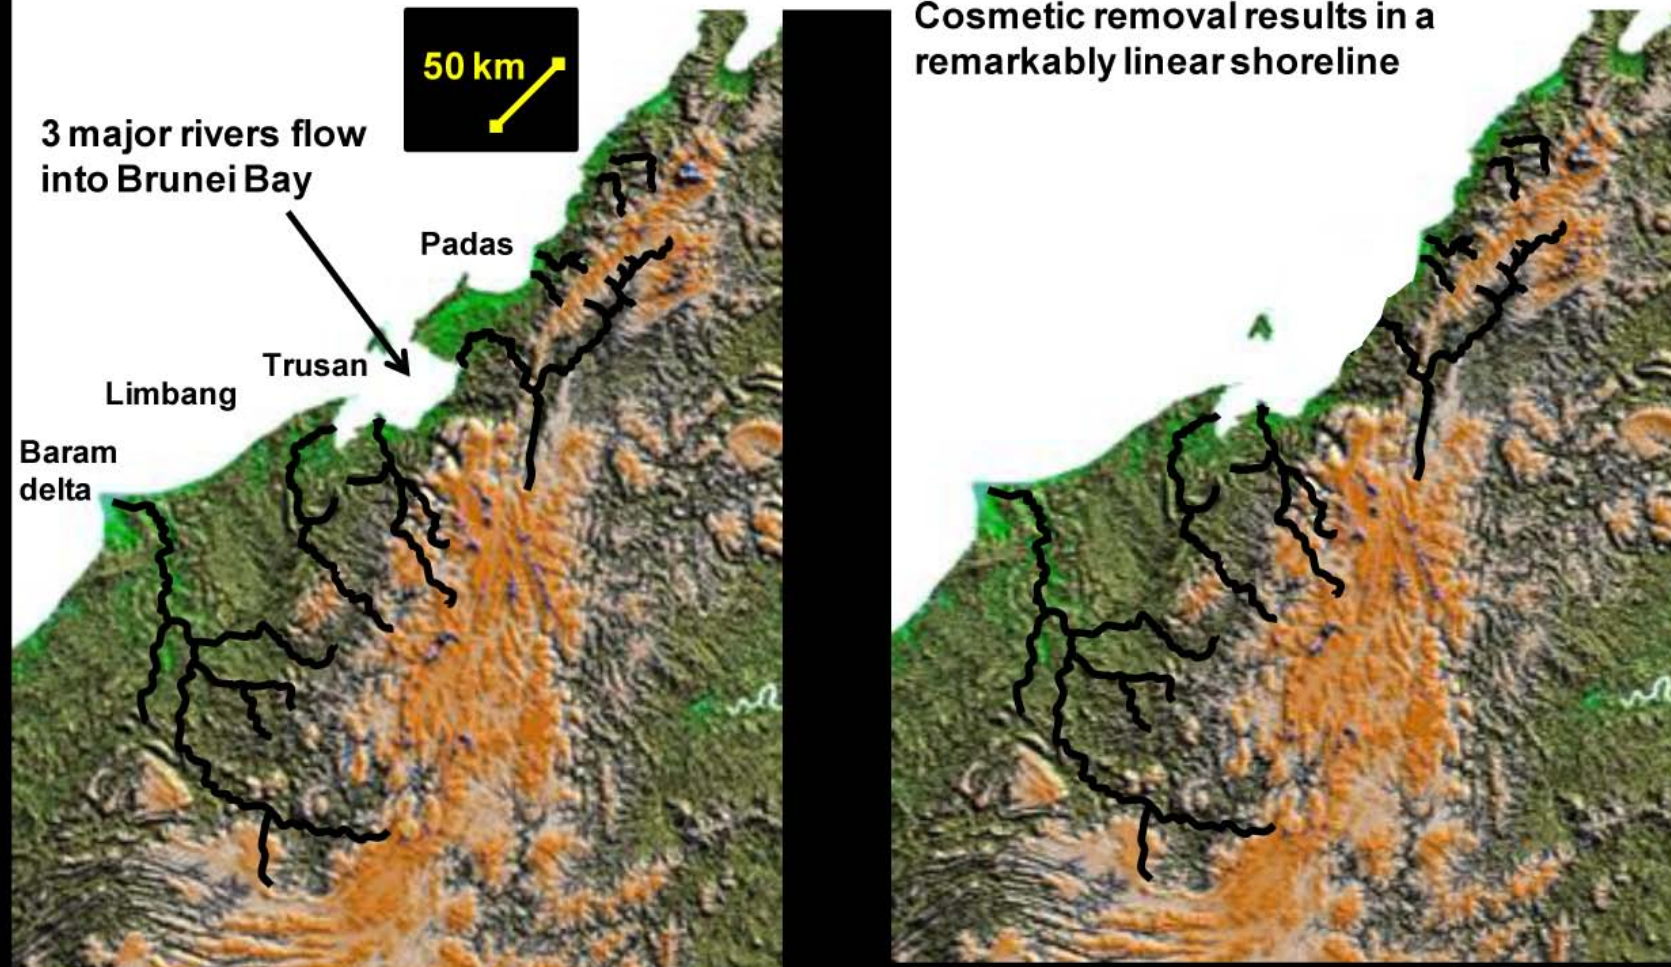 50 km
3 major rivers flow
into Brunei Bay
Padas
Trusan
Limbang
Baram
delta
Cosmetic removal results in a
remarkably linear shoreline